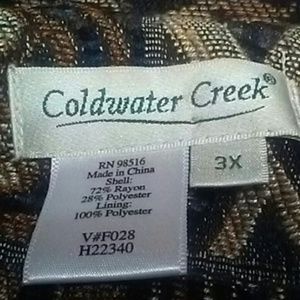 Coldwater Creek®
3X
RN 98516
Made in China
Shell:
72% Rayon
28% Polyester
Lining:
100% Polyester
V#F028
H22340